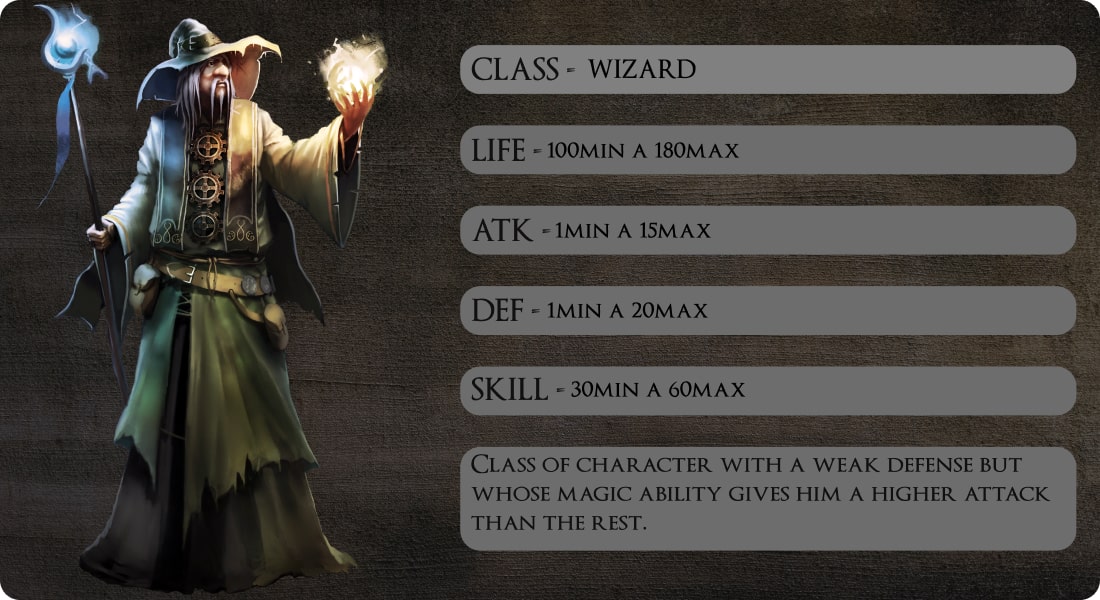 CLASS - WIZARD
LIFE - 100MIN A 180MAX
ATK - 1MIN A 15MAX
DEF - 1MIN A 20MAX
SKILL - 30MIN A 60MAX
CLASS OF CHARACTER WITH A WEAK DEFENSE BUT
WHOSE MAGIC ABILITY GIVES HIM A HIGHER ATTACK
THAN THE REST.